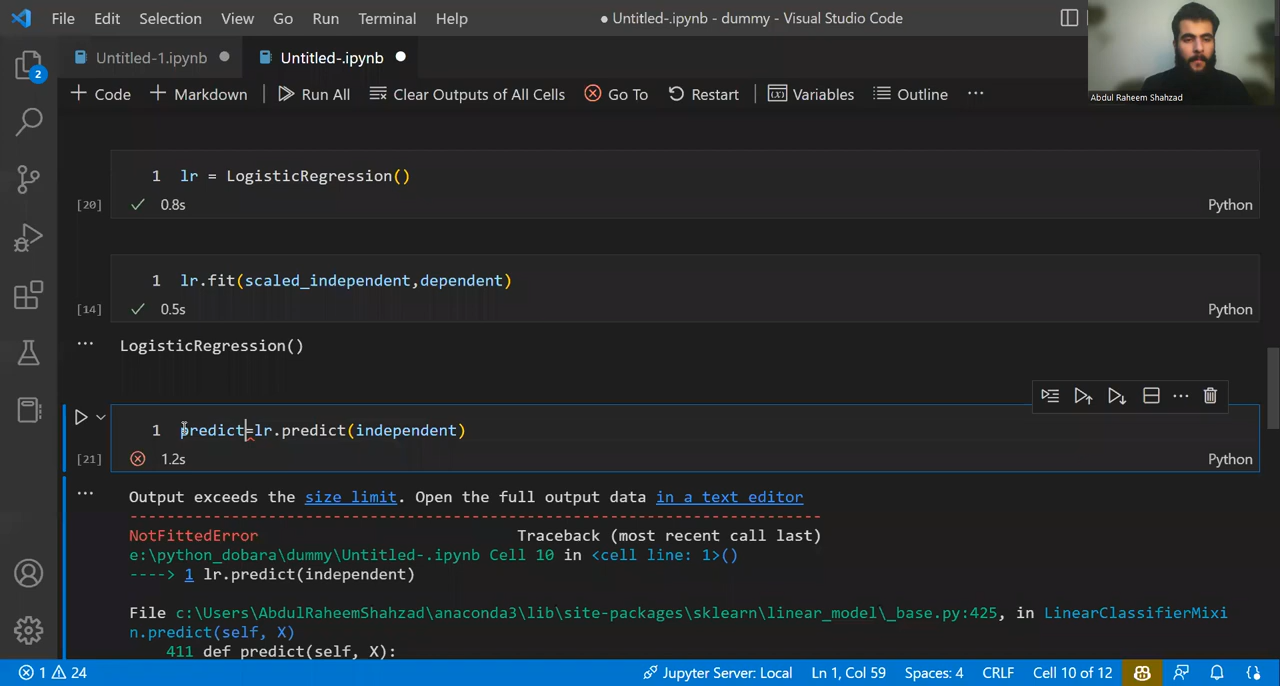 File Edit Selection View Go Run Terminal Help
● Untitled-.ipynb - dummy - Visual Studio Code
Abdul Raheem Shahzad
Untitled-1.ipynb
Untitled-.ipynb
2
+ Code + Markdown Run All Clear Outputs of All Cells Go To Restart Variables Outline ...
1 lr = LogisticRegression()
[20] 0.8s Python
1 lr.fit(scaled_independent,dependent)
[14] 0.5s Python
... LogisticRegression()
1 predict=lr.predict(independent)
[21] 1.2s Python
... Output exceeds the size limit. Open the full output data in a text editor
---------------------------------------------------------------------------
NotFittedError Traceback (most recent call last)
e:\python_dobara\dummy\Untitled-.ipynb Cell 10 in <cell line: 1>()
----> 1 lr.predict(independent)
File c:\Users\AbdulRaheemShahzad\anaconda3\lib\site-packages\sklearn\linear_model\_base.py:425, in LinearClassifierMixi
n.predict(self, X)
411 def predict(self, X):
1 24 Jupyter Server: Local Ln 1, Col 59 Spaces: 4 CRLF Cell 10 of 12